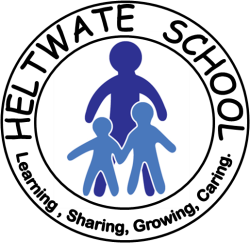 HELTWATE SCHOOL
Learning , Sharing, Growing, Caring.